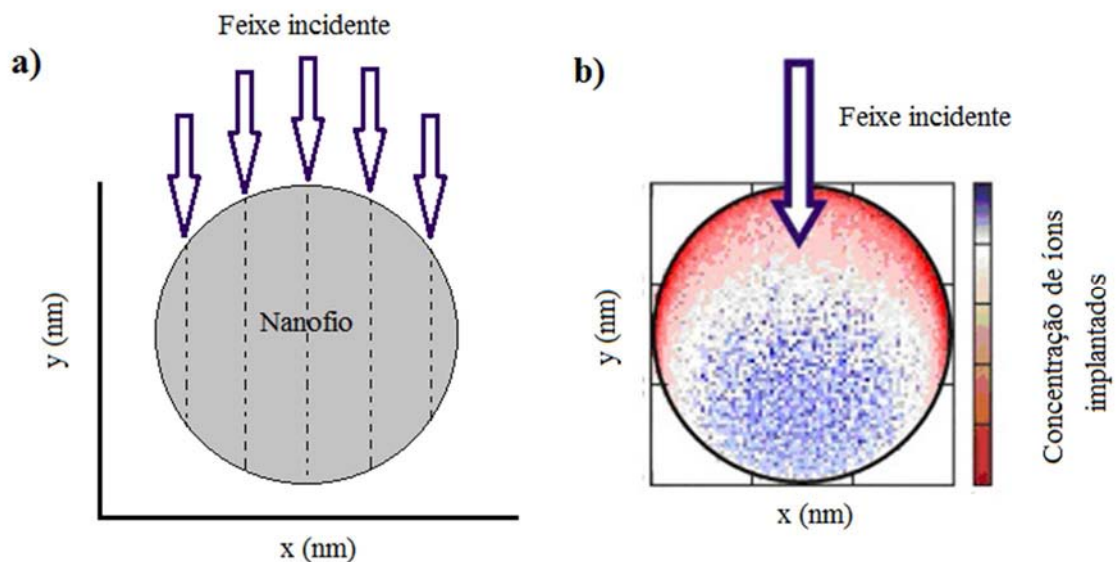 a)
Feixe incidente
Nanofio
y (nm)
x (nm)
b)
Feixe incidente
y (nm)
x (nm)
Concentração de íons
implantados